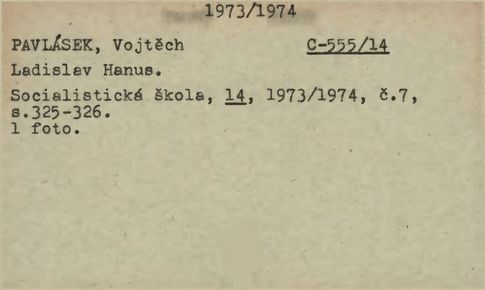 1973/1974
PAVLÁSEK, Vojtěch C-555/14
Ladislav Hanus.
Socialistická škola, 14, 1973/1974, č.7,
s.325-326.
1 foto.